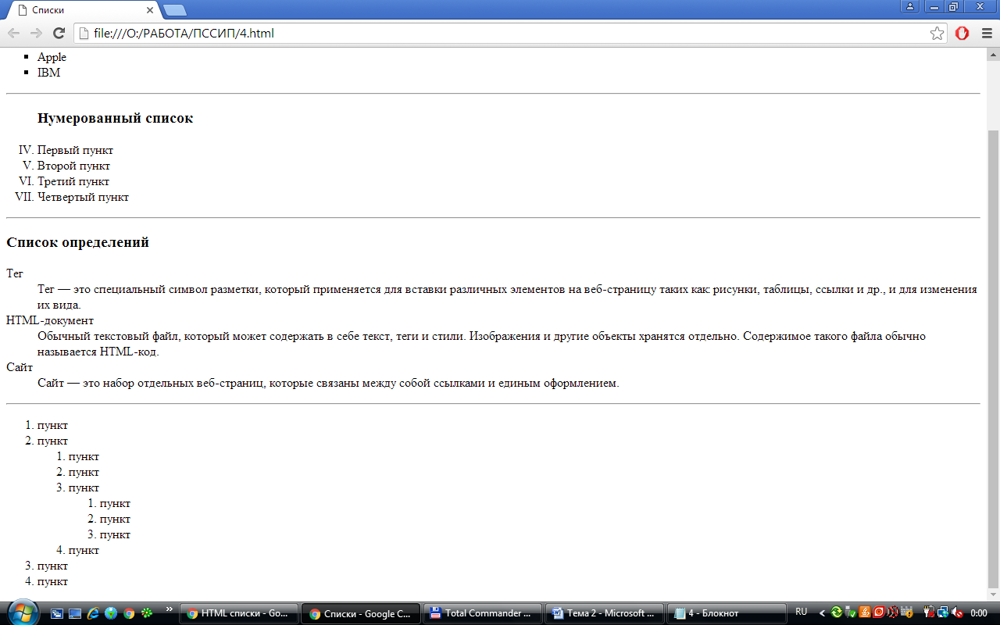 Списки
file:///O:/РАБОТА/ПССИП/4.html
Apple
IBM
Нумерованный список
IV. Первый пункт
V. Второй пункт
VI. Третий пункт
VII. Четвертый пункт
Список определений
Тег
Тег — это специальный символ разметки, который применяется для вставки различных элементов на веб-страницу таких как: рисунки, таблицы, ссылки и др., и для изменения
их вида.
HTML-документ
Обычный текстовый файл, который может содержать в себе текст, теги и стили. Изображения и другие объекты хранятся отдельно. Содержимое такого файла обычно
называется HTML-код.
Сайт
Сайт — это набор отдельных веб-страниц, которые связаны между собой ссылками и единым оформлением.
1. пункт
2. пункт
1. пункт
2. пункт
3. пункт
1. пункт
2. пункт
3. пункт
4. пункт
3. пункт
4. пункт
HTML списки - Go... Списки - Google C... Total Commander ... Тема 2 - Microsoft ... 4 - Блокнот RU 0:00